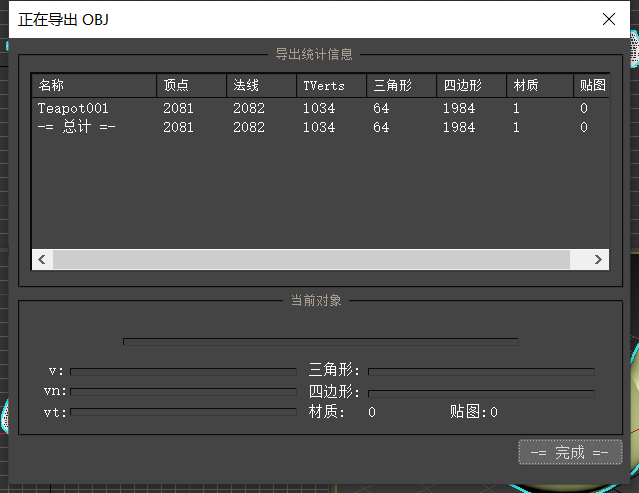 正在导出 OBJ
导出统计信息
名称 顶点 法线 TVerts 三角形 四边形 材质 贴图
Teapot001 2081 2082 1034 64 1984 1 0
-= 总计 =- 2081 2082 1034 64 1984 1 0
当前对象
v: 三角形:
vn: 四边形:
vt: 材质: 0 贴图:0
-= 完成 =-